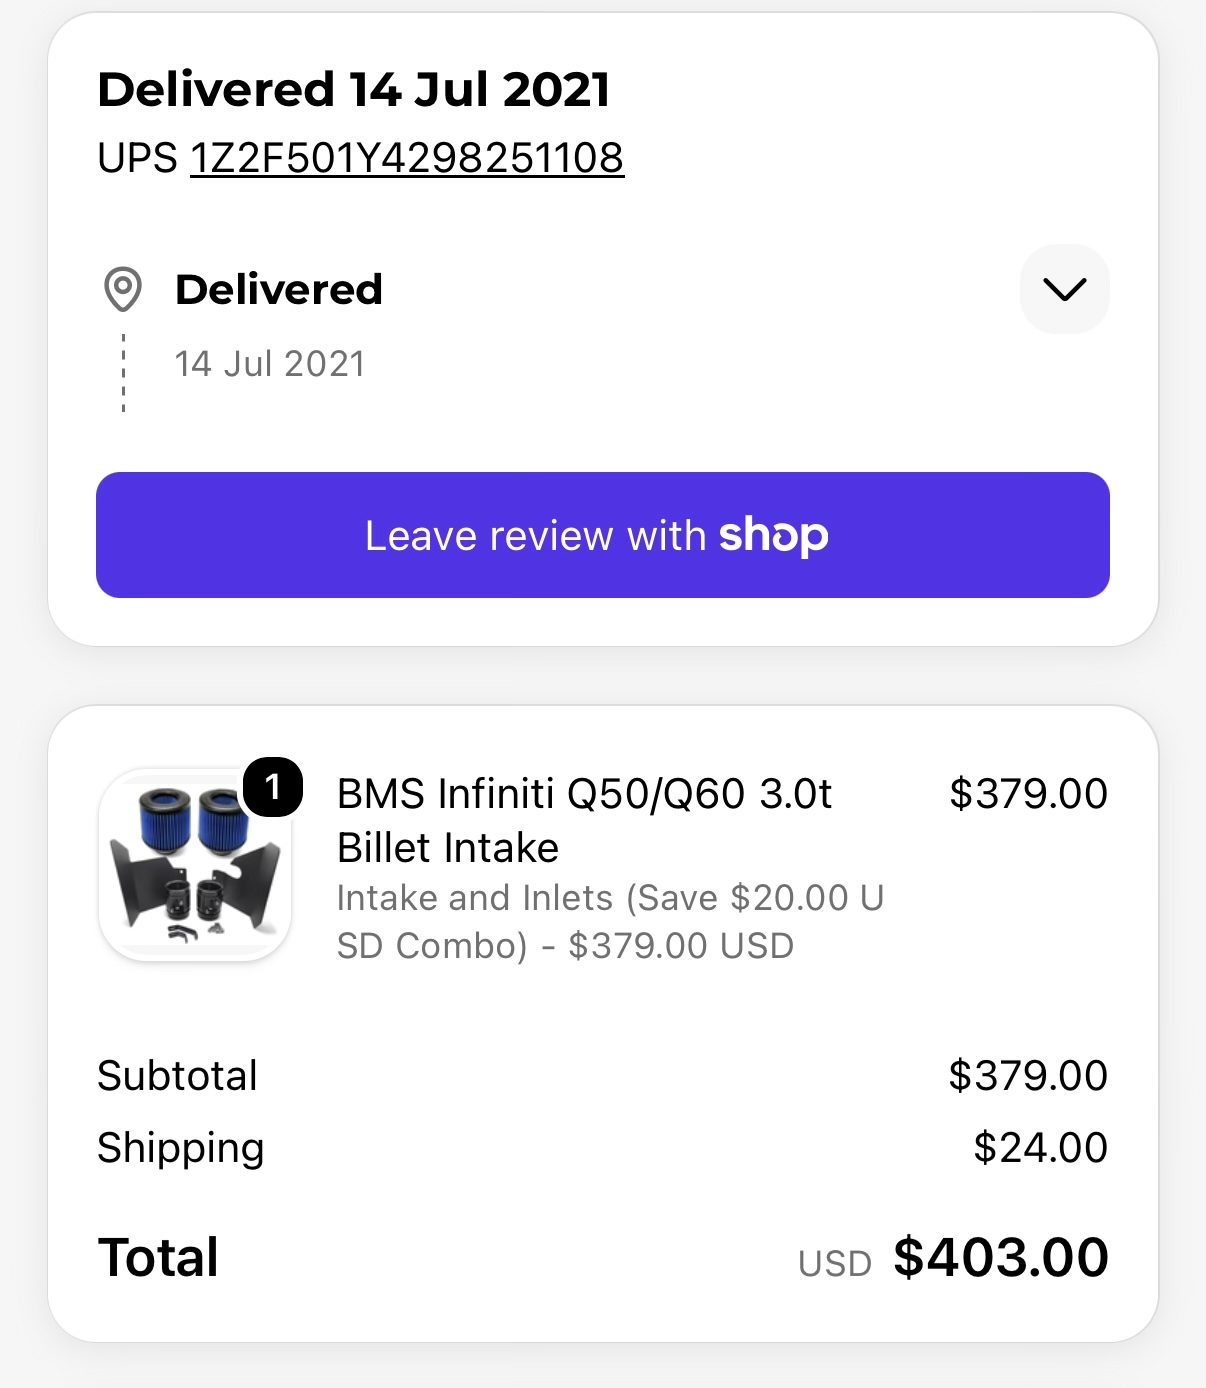 Delivered 14 Jul 2021
UPS 1Z2F501Y4298251108
Delivered
14 Jul 2021
Leave review with shop
1
BMS Infiniti Q50/Q60 3.0t $379.00
Billet Intake
Intake and Inlets (Save $20.00 U
SD Combo) - $379.00 USD
Subtotal $379.00
Shipping $24.00
Total USD $403.00